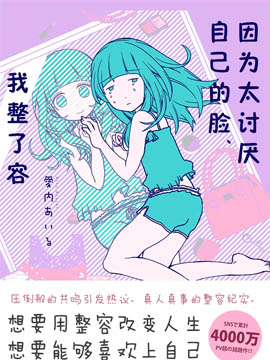 因为太讨厌
自己的脸、
我整了容
愛内あいる
压倒般的共鸣引发热议，真人真事的整容纪实。
想要用整容改变人生
想要能够喜欢上自己
SNSで累計
4000万
PV超の話題作!!